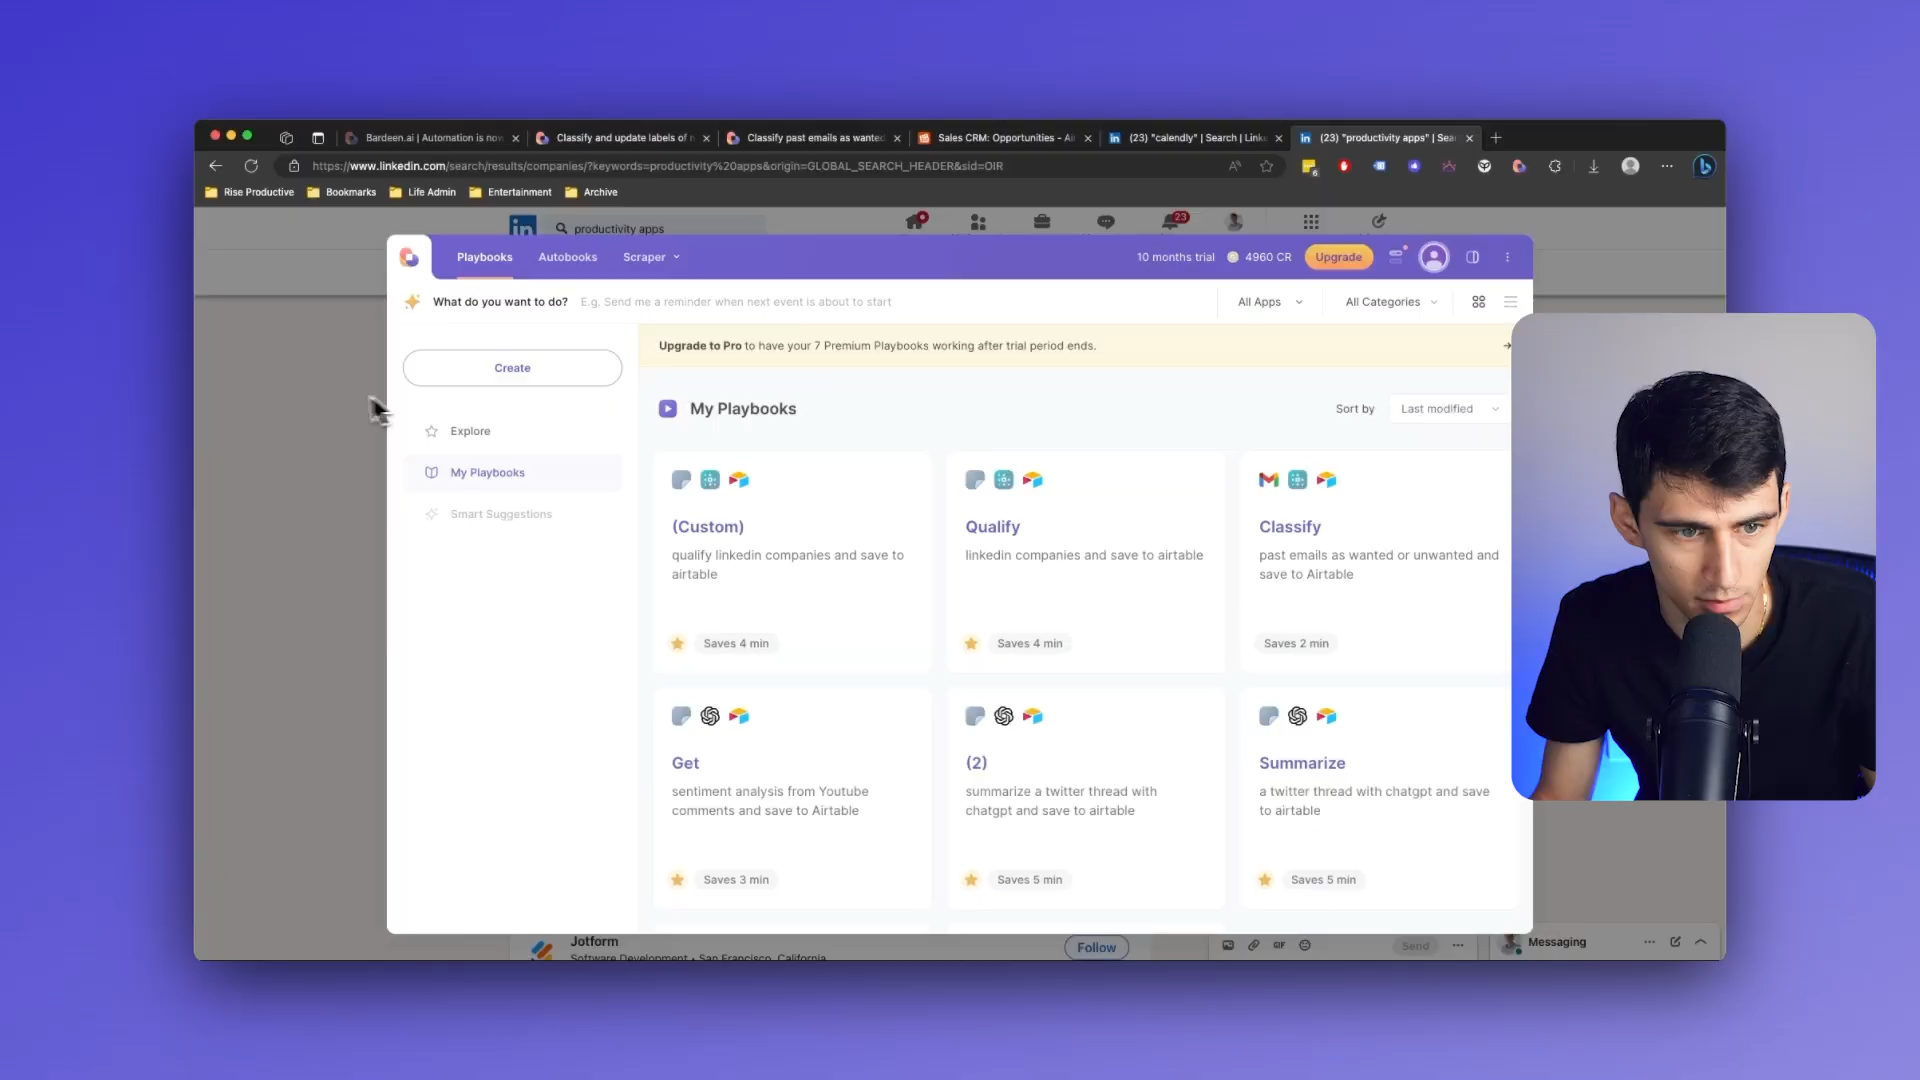 Bardeen.ai | Automation is now
Classify and update labels of n
Classify past emails as wanted
Sales CRM: Opportunities - Ai
(23) "calendly" | Search | Linke
(23) "productivity apps" | Sea
https://www.linkedin.com/search/results/companies/?keywords=productivity%20apps&origin=GLOBAL_SEARCH_HEADER&sid=OIR
6
Rise Productive
Bookmarks
Life Admin
Entertainment
Archive
in
productivity apps
23
Playbooks
Autobooks
Scraper
10 months trial
4960 CR
Upgrade
What do you want to do?
E.g. Send me a reminder when next event is about to start
All Apps
All Categories
Create
Explore
My Playbooks
Smart Suggestions
Upgrade to Pro to have your 7 Premium Playbooks working after trial period ends.
My Playbooks
Sort by
Last modified
(Custom)
qualify linkedin companies and save to
airtable
Saves 4 min
Qualify
linkedin companies and save to airtable
Saves 4 min
Classify
past emails as wanted or unwanted and
save to Airtable
Saves 2 min
Get
sentiment analysis from Youtube
comments and save to Airtable
Saves 3 min
(2)
summarize a twitter thread with
chatgpt and save to airtable
Saves 5 min
Summarize
a twitter thread with chatgpt and save
to airtable
Saves 5 min
Jotform
Software Development • San Francisco, California
Follow
GIF
Send
Messaging